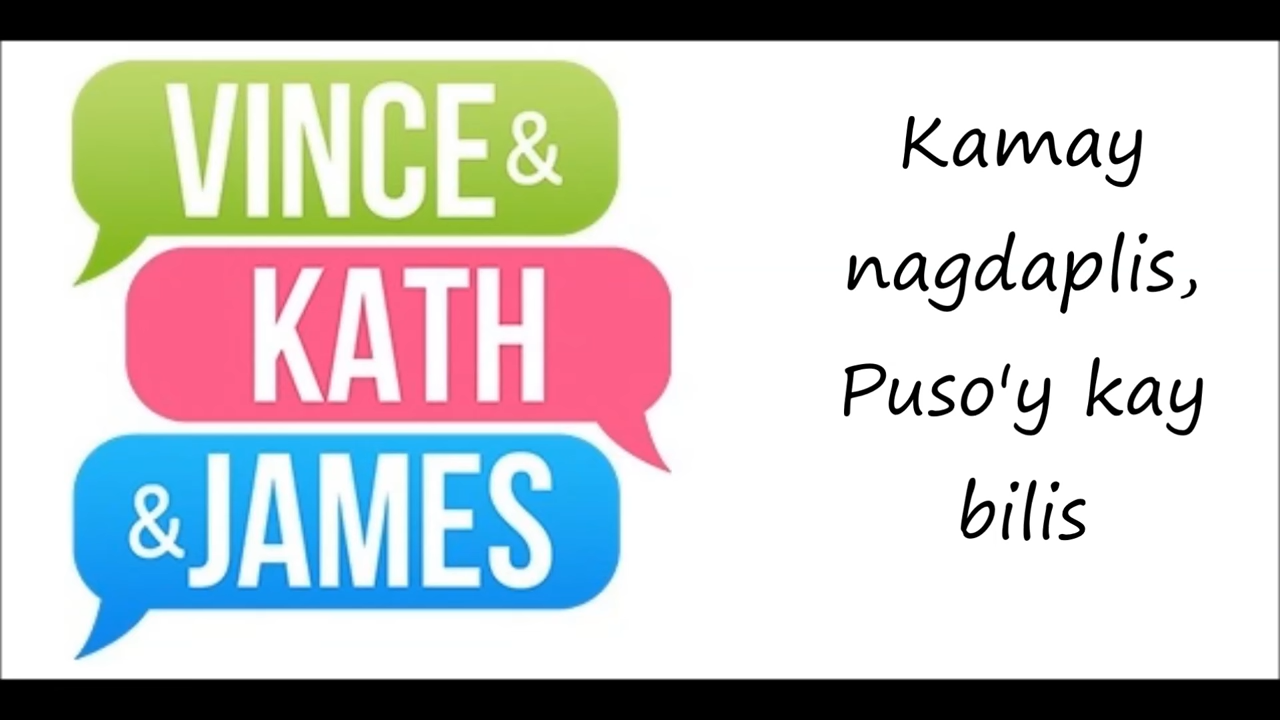 VINCE &
KATH
& JAMES
Kamay
nagdaplis,
Puso'y kay
bilis